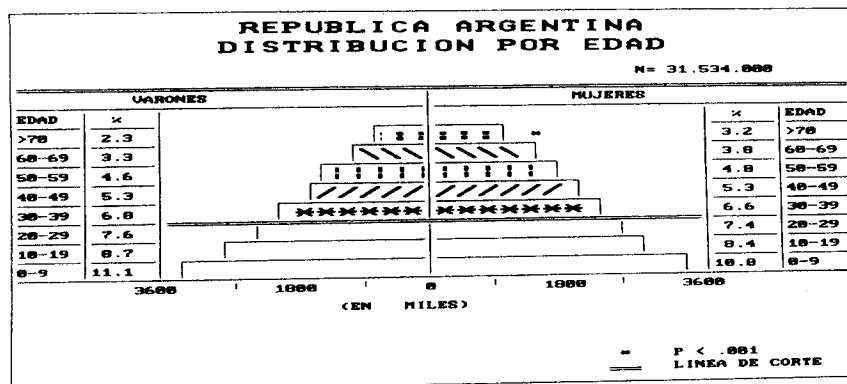 REPUBLICA ARGENTINA
DISTRIBUCION POR EDAD
N= 31.534.000
VARONES MUJERES
EDAD % % EDAD
>70 2.3 3.2 >70
60-69 3.3 3.8 60-69
50-59 4.6 4.8 50-59
40-49 5.3 5.3 40-49
30-39 6.8 6.6 30-39
20-29 7.6 7.4 20-29
10-19 8.7 8.4 10-19
0-9 11.1 10.8 0-9
3600 1800 0 1800 3600
(EN MILES)
P < .001
LINEA DE CORTE